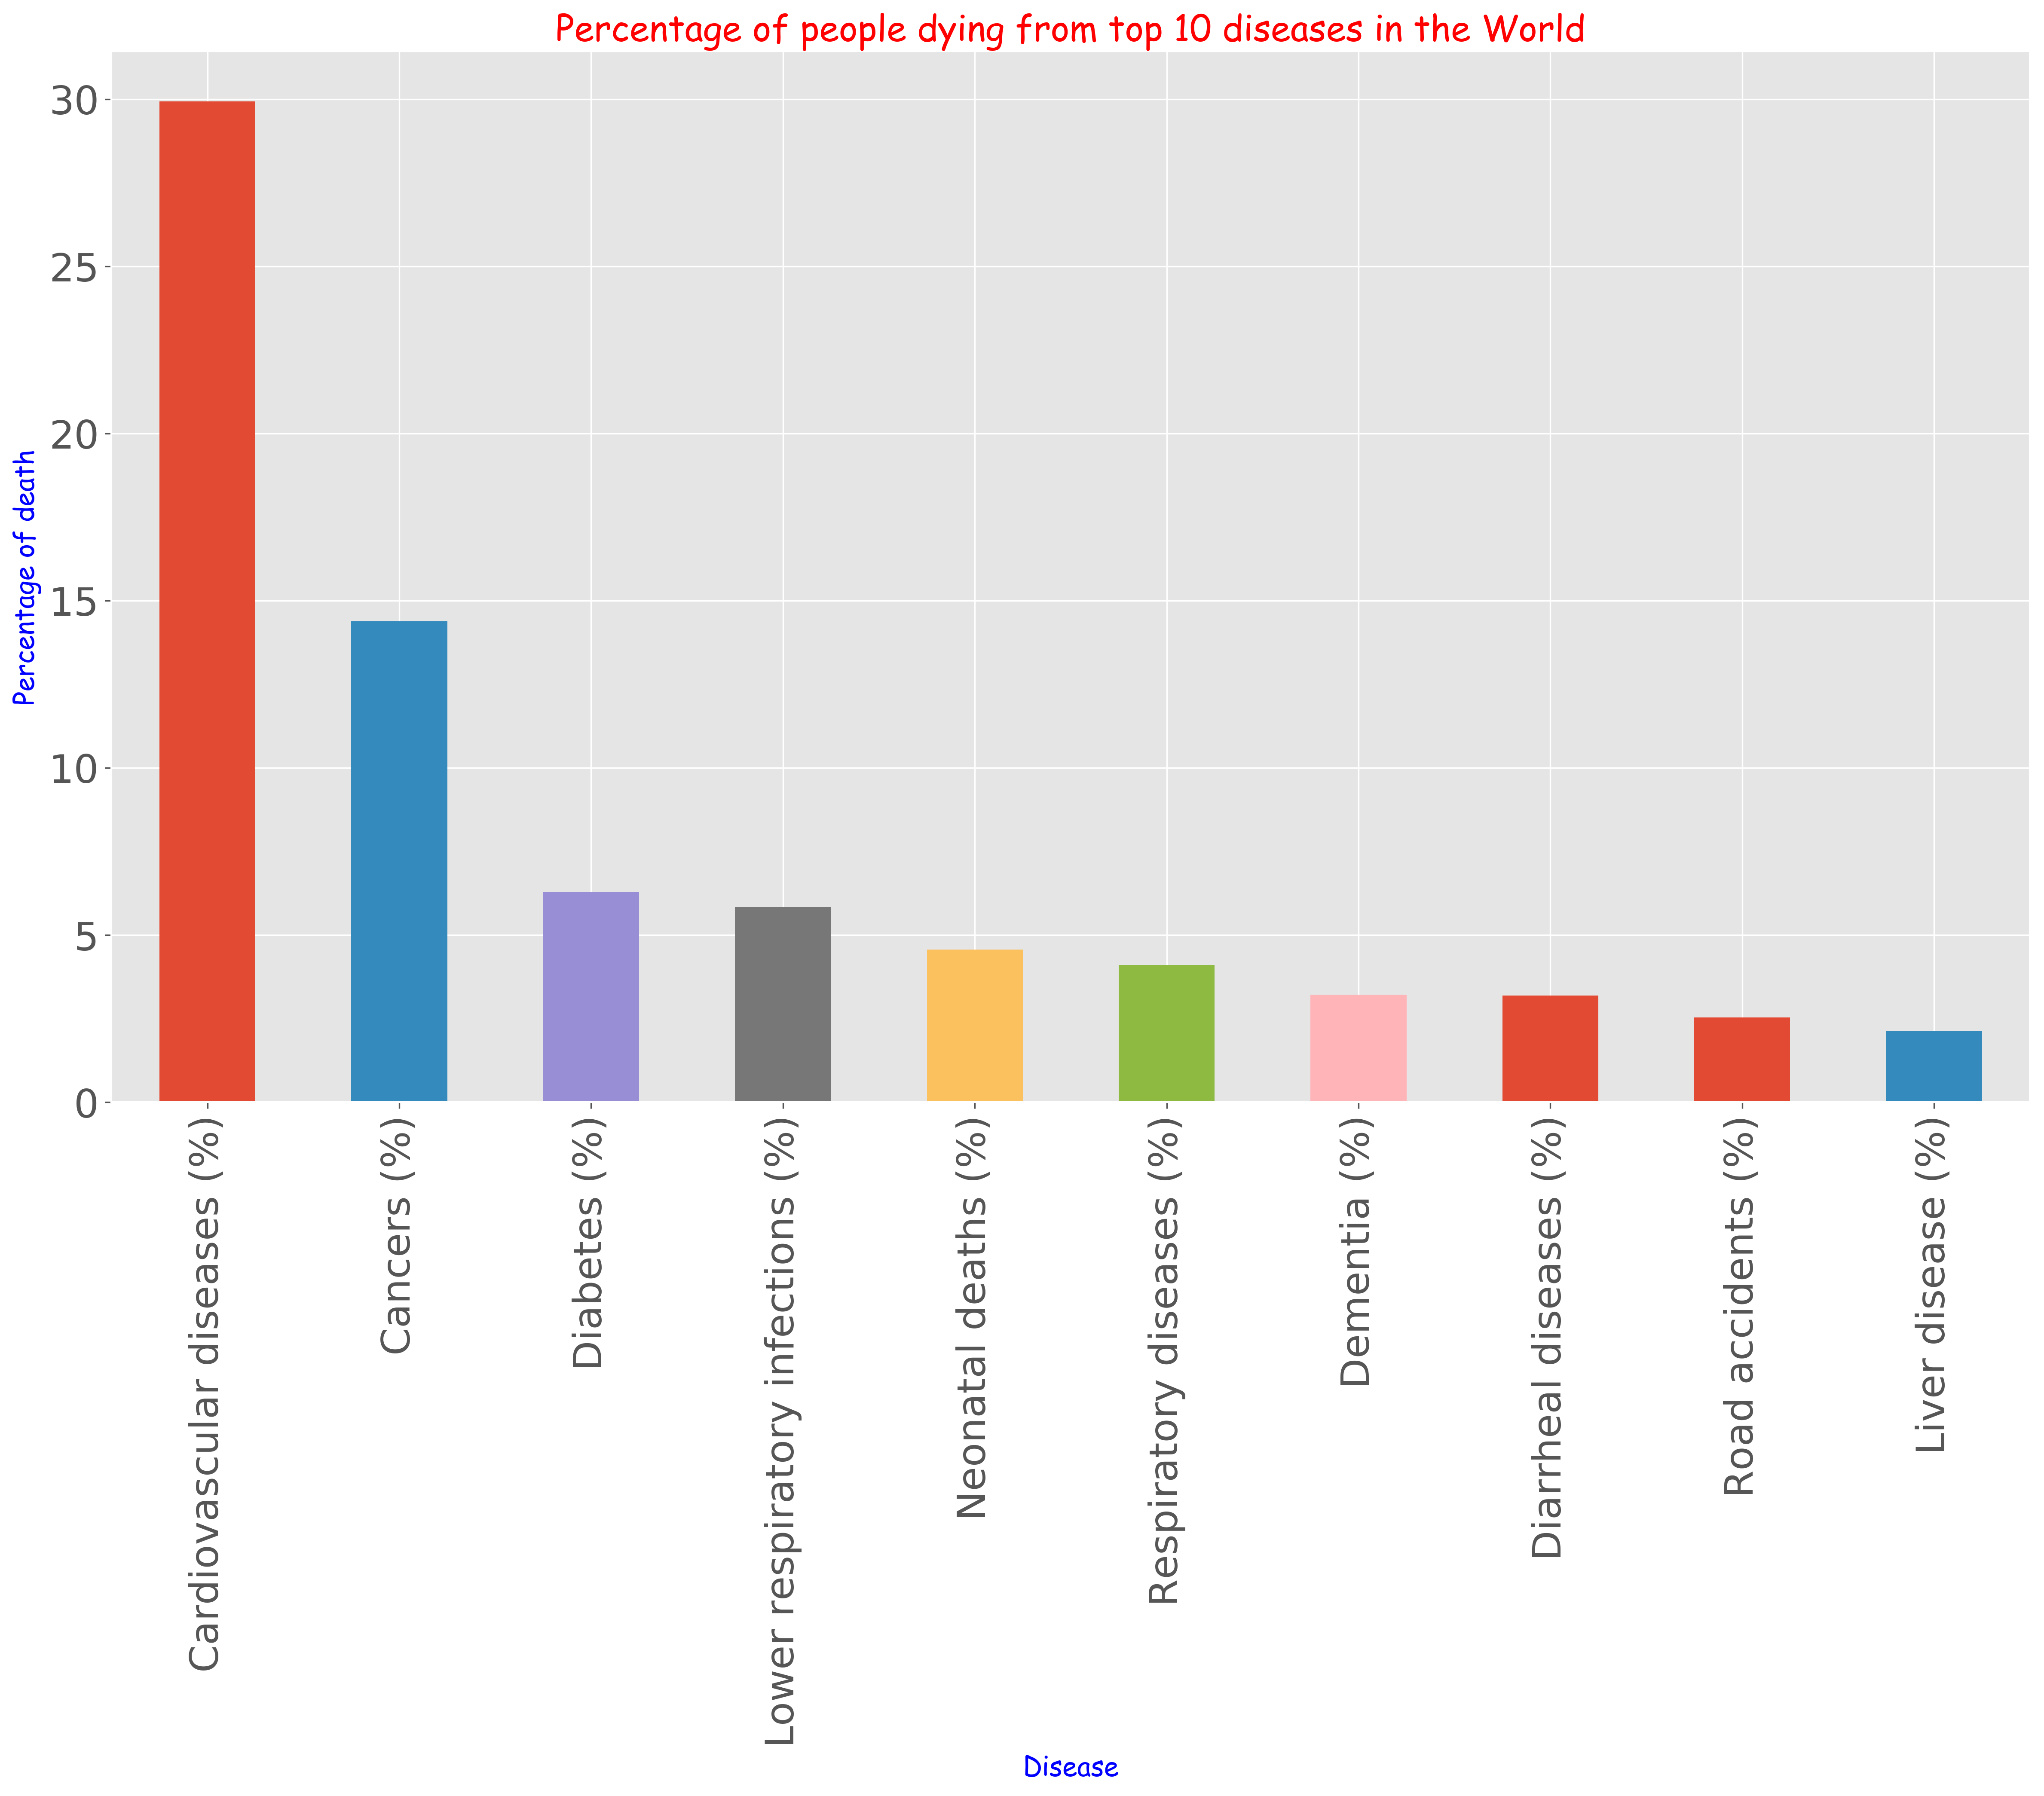 Percentage of people dying from top 10 diseases in the World
Percentage of death
30
25
20
15
10
5
0
Cardiovascular diseases (%)
Cancers (%)
Diabetes (%)
Lower respiratory infections (%)
Neonatal deaths (%)
Respiratory diseases (%)
Dementia (%)
Diarrheal diseases (%)
Road accidents (%)
Liver disease (%)
Disease